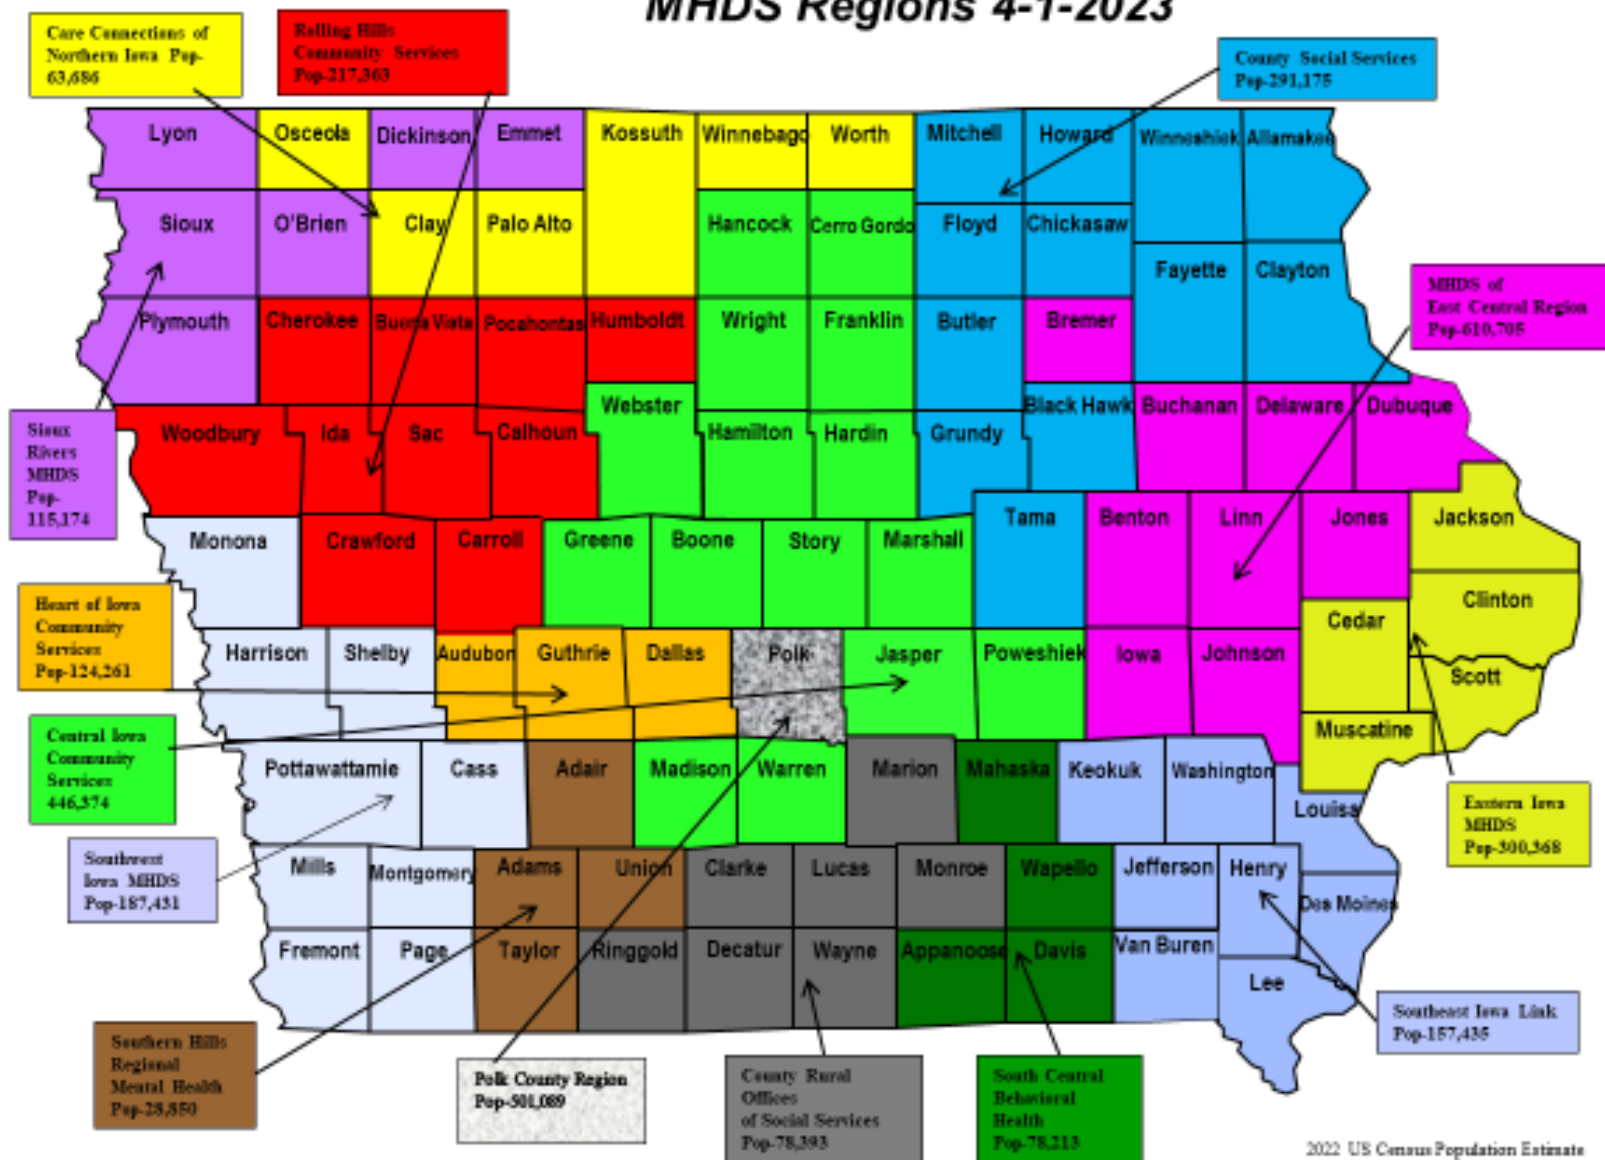 MHDS Regions 4-1-2023
Care Connections of
Northern Iowa Pop-
63,686
Rolling Hills
Community Services
Pop-217,363
County Social Services
Pop-291,175
Lyon
Osceola
Dickinson
Emmet
Kossuth
Winnebago
Worth
Mitchell
Howard
Winneshiek
Allamakee
Sioux
O'Brien
Clay
Palo Alto
Hancock
Cerro Gordo
Floyd
Chickasaw
Fayette
Clayton
MHDS of
East Central Region
Pop-610,705
Plymouth
Cherokee
Buena Vista
Pocahontas
Humboldt
Wright
Franklin
Butler
Bremer
Sioux
Rivers
MHDS
Pop-
115,174
Woodbury
Ida
Sac
Calhoun
Webster
Hamilton
Hardin
Grundy
Black Hawk
Buchanan
Delaware
Dubuque
Monona
Crawford
Carroll
Greene
Boone
Story
Marshall
Tama
Benton
Linn
Jones
Jackson
Clinton
Heart of Iowa
Community
Services
Pop-124,261
Harrison
Shelby
Audubon
Guthrie
Dallas
Polk
Jasper
Poweshiek
Iowa
Johnson
Cedar
Scott
Muscatine
Central Iowa
Community
Services
446,374
Pottawattamie
Cass
Adair
Madison
Warren
Marion
Mahaska
Keokuk
Washington
Louisa
Eastern Iowa
MHDS
Pop-300,368
Southwest
Iowa MHDS
Pop-187,431
Mills
Montgomery
Adams
Union
Clarke
Lucas
Monroe
Wapello
Jefferson
Henry
Des Moines
Fremont
Page
Taylor
Ringgold
Decatur
Wayne
Appanoose
Davis
Van Buren
Lee
Southern Hills
Regional
Mental Health
Pop-28,850
Polk County Region
Pop-501,089
County Rural
Offices
of Social Services
Pop-78,393
South Central
Behavioral
Health
Pop-78,213
Southeast Iowa Link
Pop-157,435
2022 US Census Population Estimate